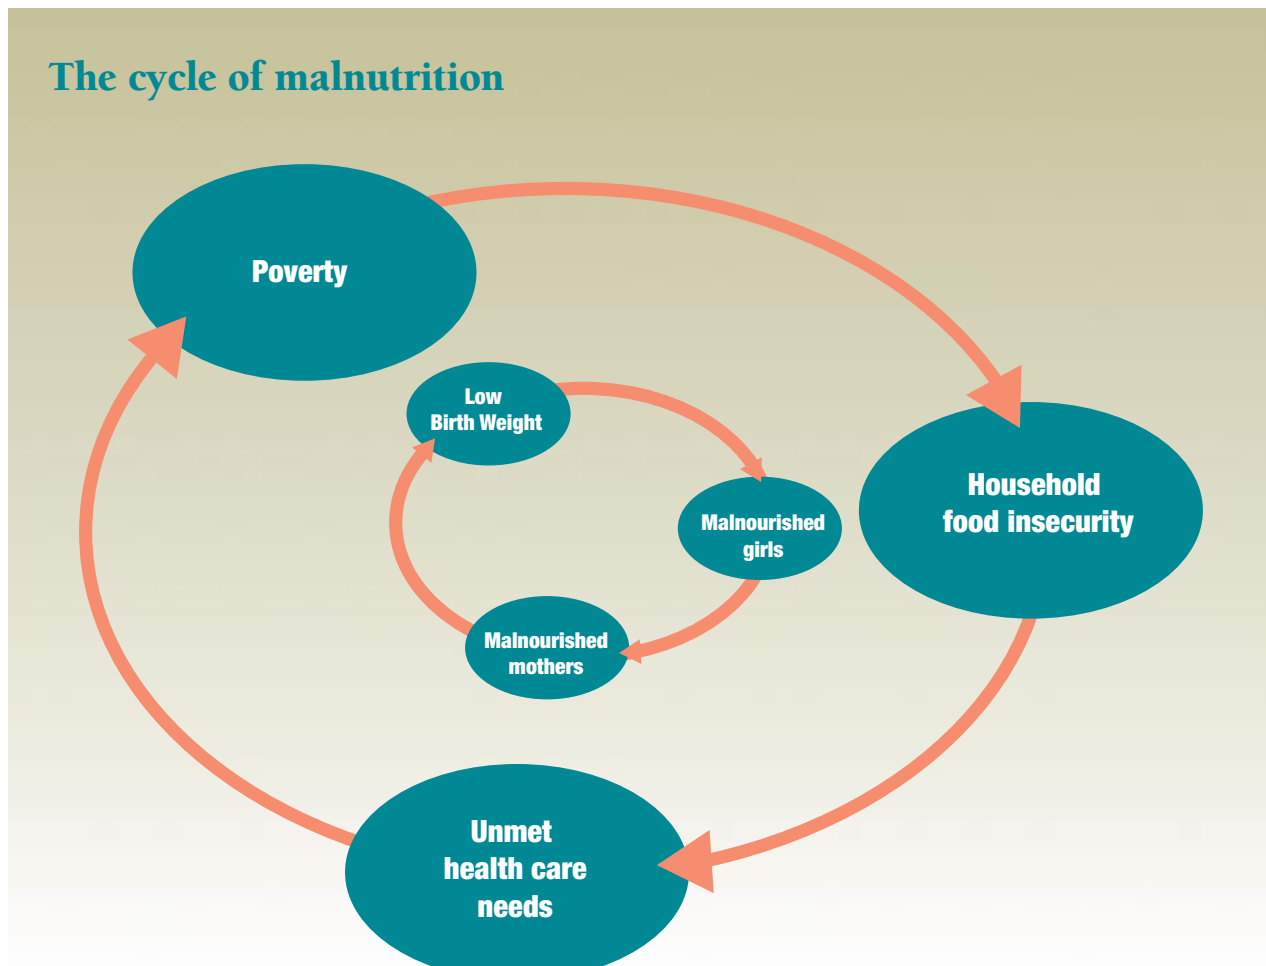 The cycle of malnutrition
Poverty
Low
Birth Weight
Household
food insecurity
Malnourished
girls
Malnourished
mothers
Unmet
health care
needs